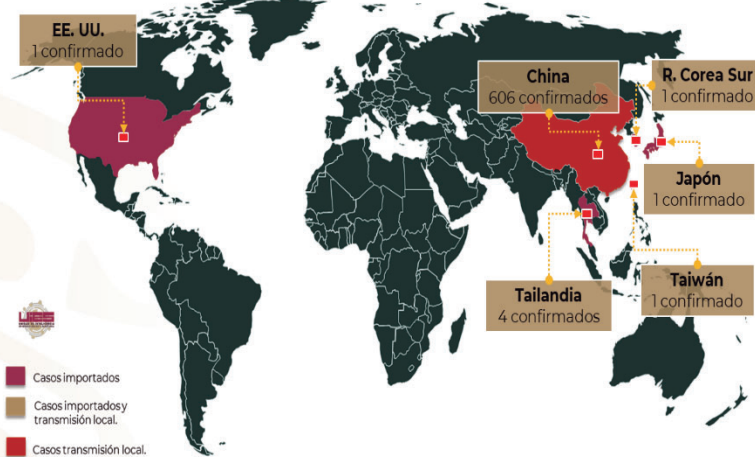 EE. UU.
1 confirmado
China
606 confirmados
R. Corea Sur
1 confirmado
Japón
1 confirmado
Tailandia
4 confirmados
Taiwán
1 confirmado
Casos importados
Casos importados y
transmisión local.
Casos transmisión local.